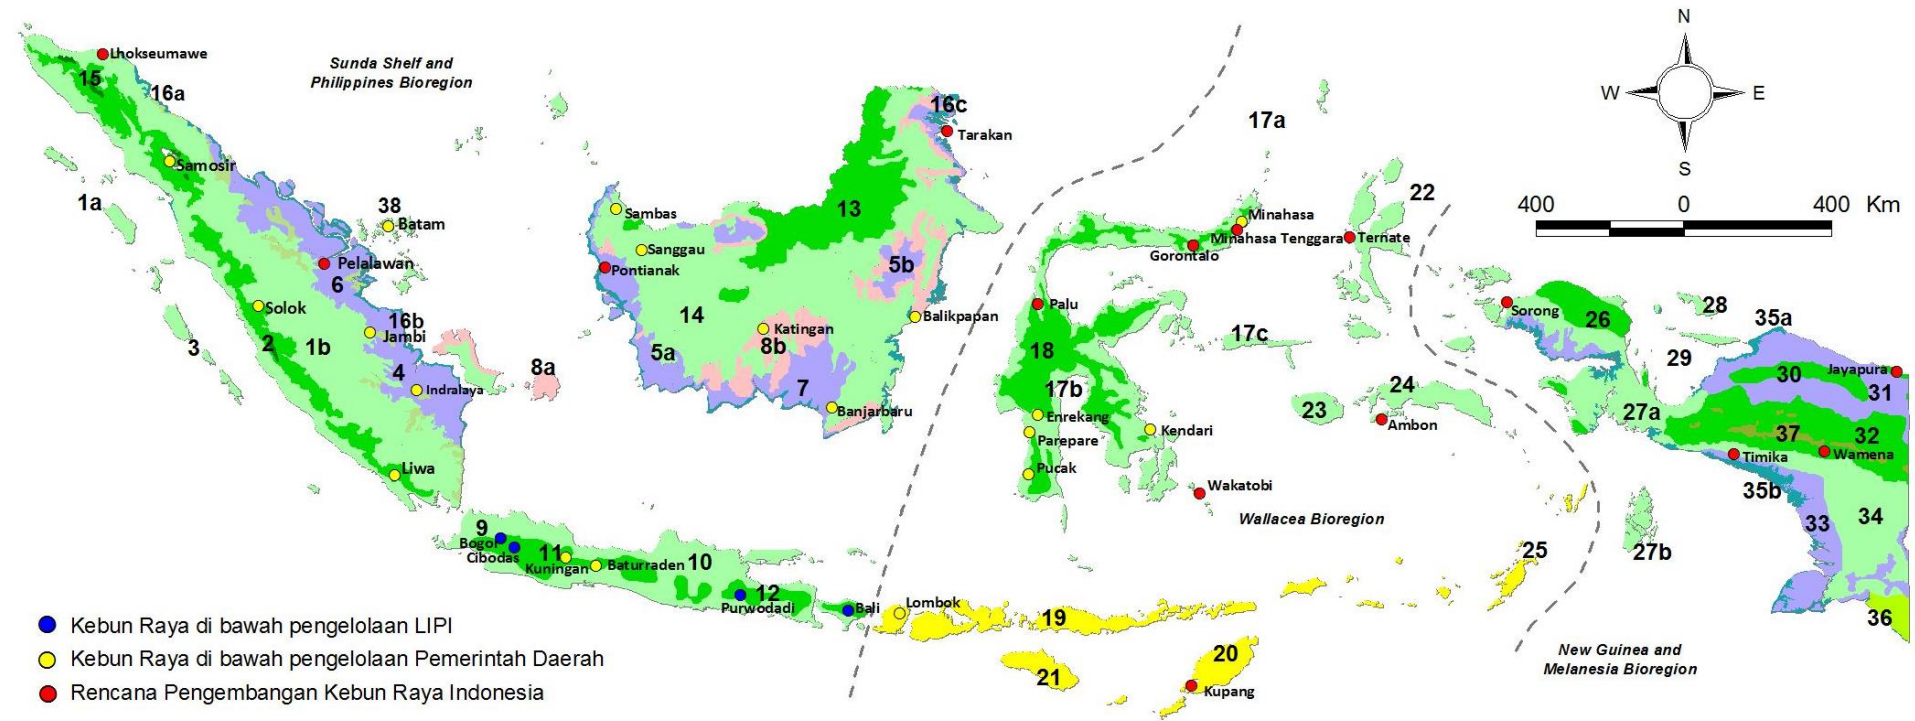 N
W E
S
400 0 400 Km
Sunda Shelf and
Philippines Bioregion
Lhokseumawe
15
16a
Samosir
1a
38
Batam
Pelalawan
6
Solok
16b
Jambi
3
2
1b
4
8a
Indralaya
Liwa
16c
Tarakan
Sambas
13
Sanggau
Pontianak
5b
14
Katingan
8b
Balikpapan
5a
7
Banjarbaru
17a
22
Minahasa
Minahasa Tenggara
Ternate
Gorontalo
Palu
17c
18
17b
Enrekang
Parepare
Kendari
Pucak
Wakatobi
23
24
Ambon
Wallacea Bioregion
Sorong
26
28
35a
29
30
Jayapura
31
27a
37
32
Timika
Wamena
35b
33
34
27b
36
25
9
Bogor
Cibodas
11
Kuningan
Baturraden
10
12
Purwodadi
Bali
Lombok
19
20
21
Kupang
New Guinea and
Melanesia Bioregion
Kebun Raya di bawah pengelolaan LIPI
Kebun Raya di bawah pengelolaan Pemerintah Daerah
Rencana Pengembangan Kebun Raya Indonesia